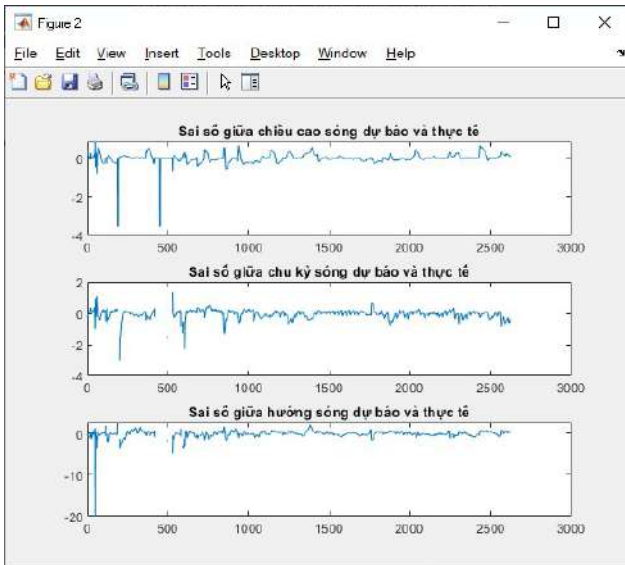 Figure 2
File Edit View Insert Tools Desktop Window Help
Sai số giữa chiều cao sóng dự báo và thực tế
0
-2
-4
0 500 1000 1500 2000 2500 3000
Sai số giữa chu kỳ sóng dự báo và thực tế
2
0
-2
-4
0 500 1000 1500 2000 2500 3000
Sai số giữa hướng sóng dự báo và thực tế
0
-10
-20
0 500 1000 1500 2000 2500 3000